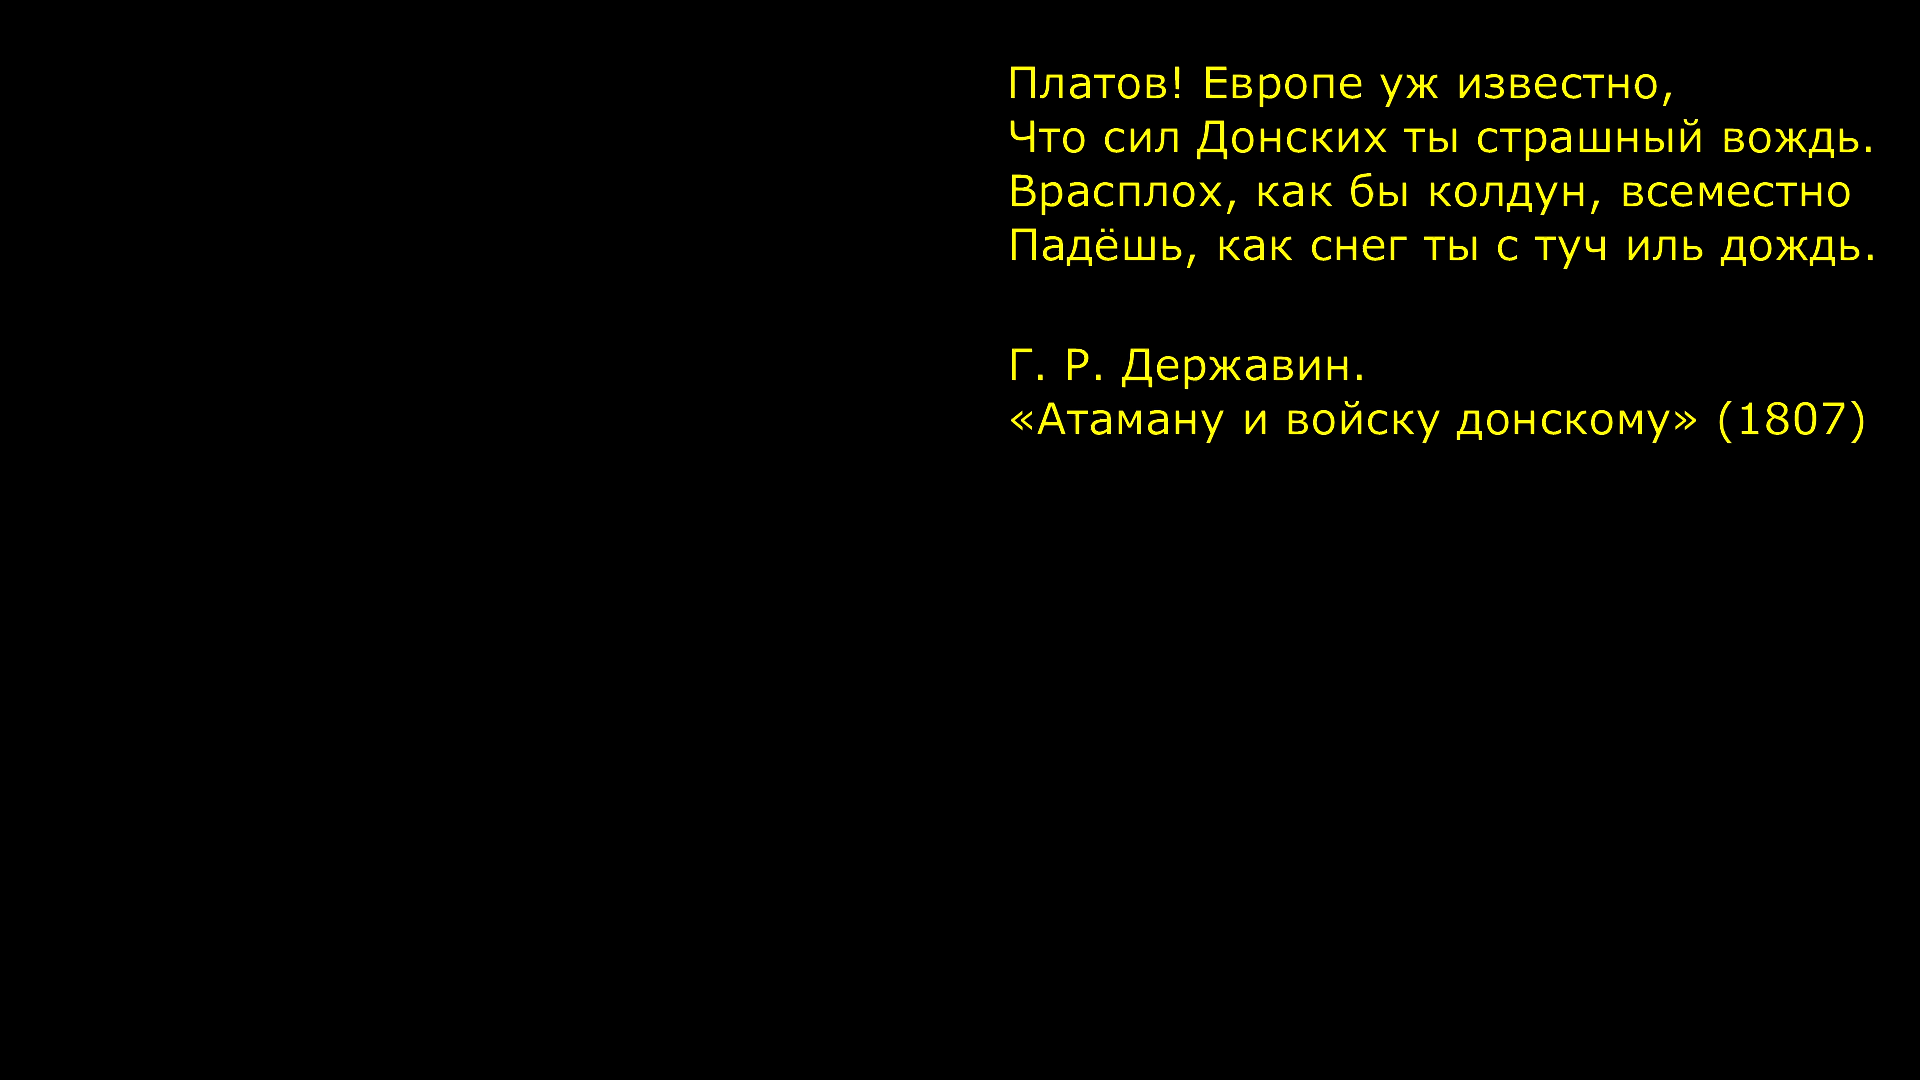 Платов! Европе уж известно,
Что сил Донских ты страшный вождь.
Врасплох, как бы колдун, всеместно
Падёшь, как снег ты с туч иль дождь.
Г. Р. Державин.
«Атаману и войску донскому» (1807)